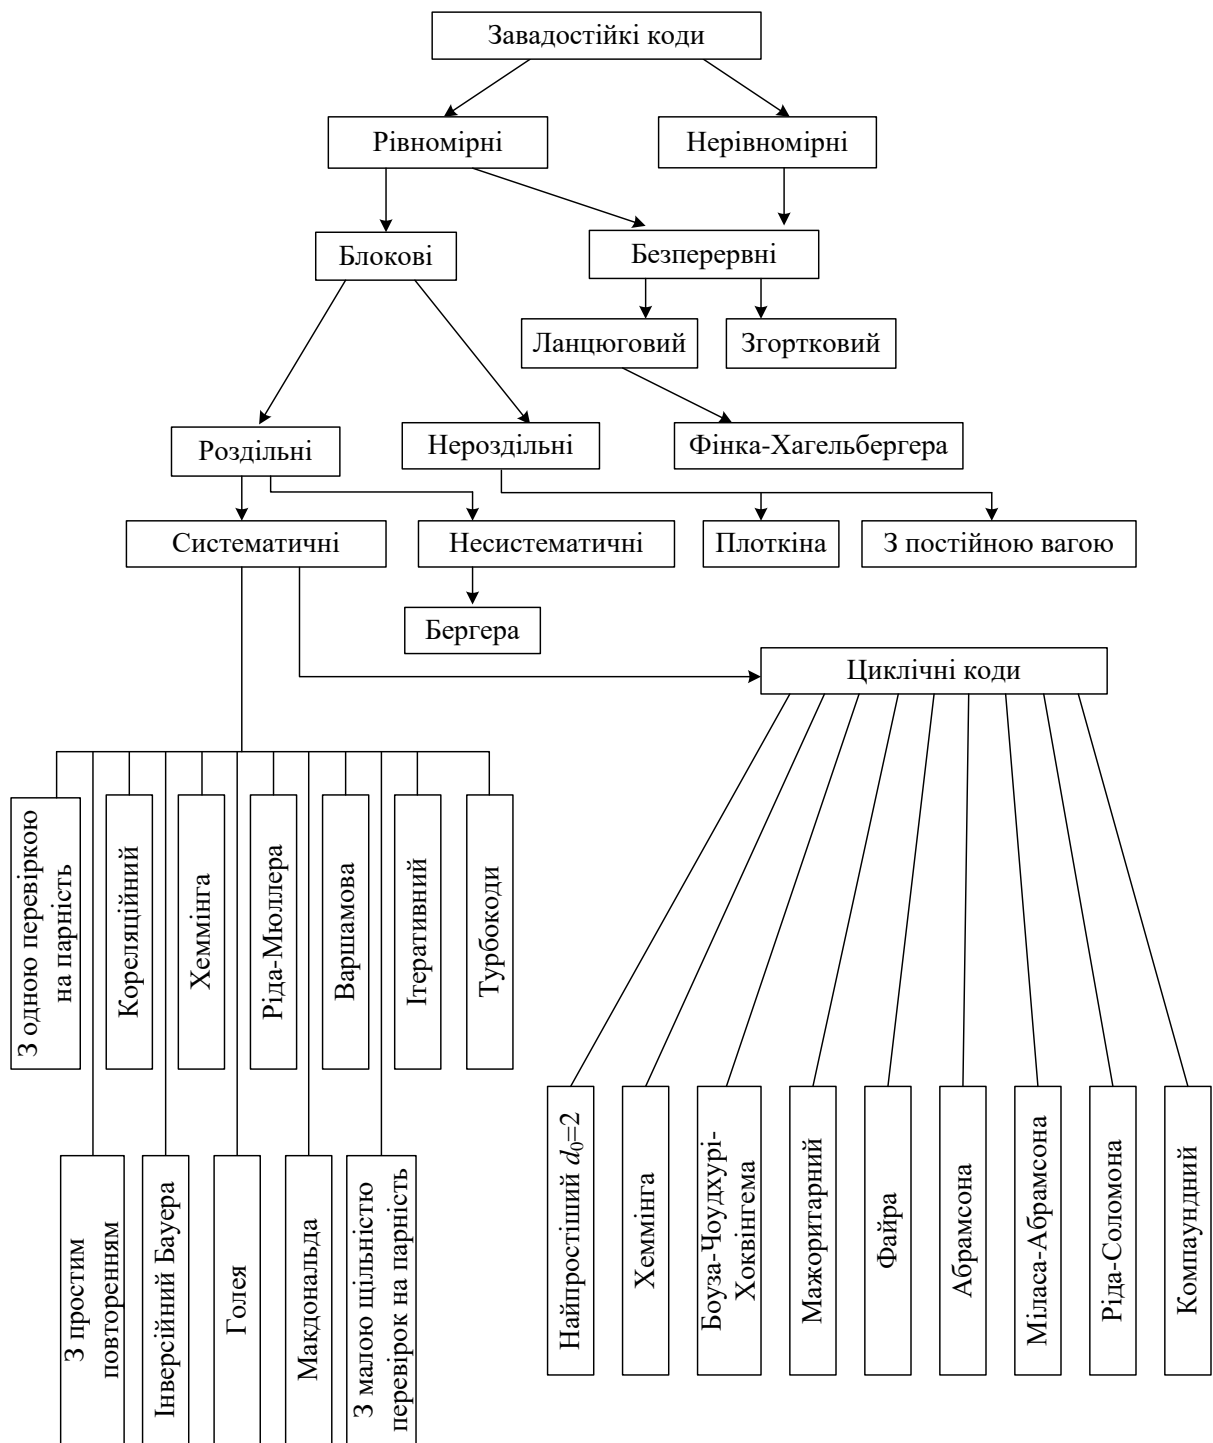 Завадостійкі коди
Рівномірні
Нерівномірні
Блокові
Безперервні
Ланцюговий
Згортковий
Роздільні
Нероздільні
Фінка-Хагельбергера
Систематичні
Несистематичні
Плоткіна
З постійною вагою
Бергера
Циклічні коди
З одною перевіркою
на парність
Кореляційний
Хеммінга
Ріда-Мюллера
Варшамова
Ітеративний
Турбокоди
З простим
повторенням
Інверсійний Бауера
Голея
Макдональда
З малою щільністю
перевірок на парність
Найпростіший d₀=2
Хеммінга
Боуза-Чоудхурі-
Хоквінгема
Мажоритарний
Файра
Абрамсона
Міласа-Абрамсона
Ріда-Соломона
Компаундний